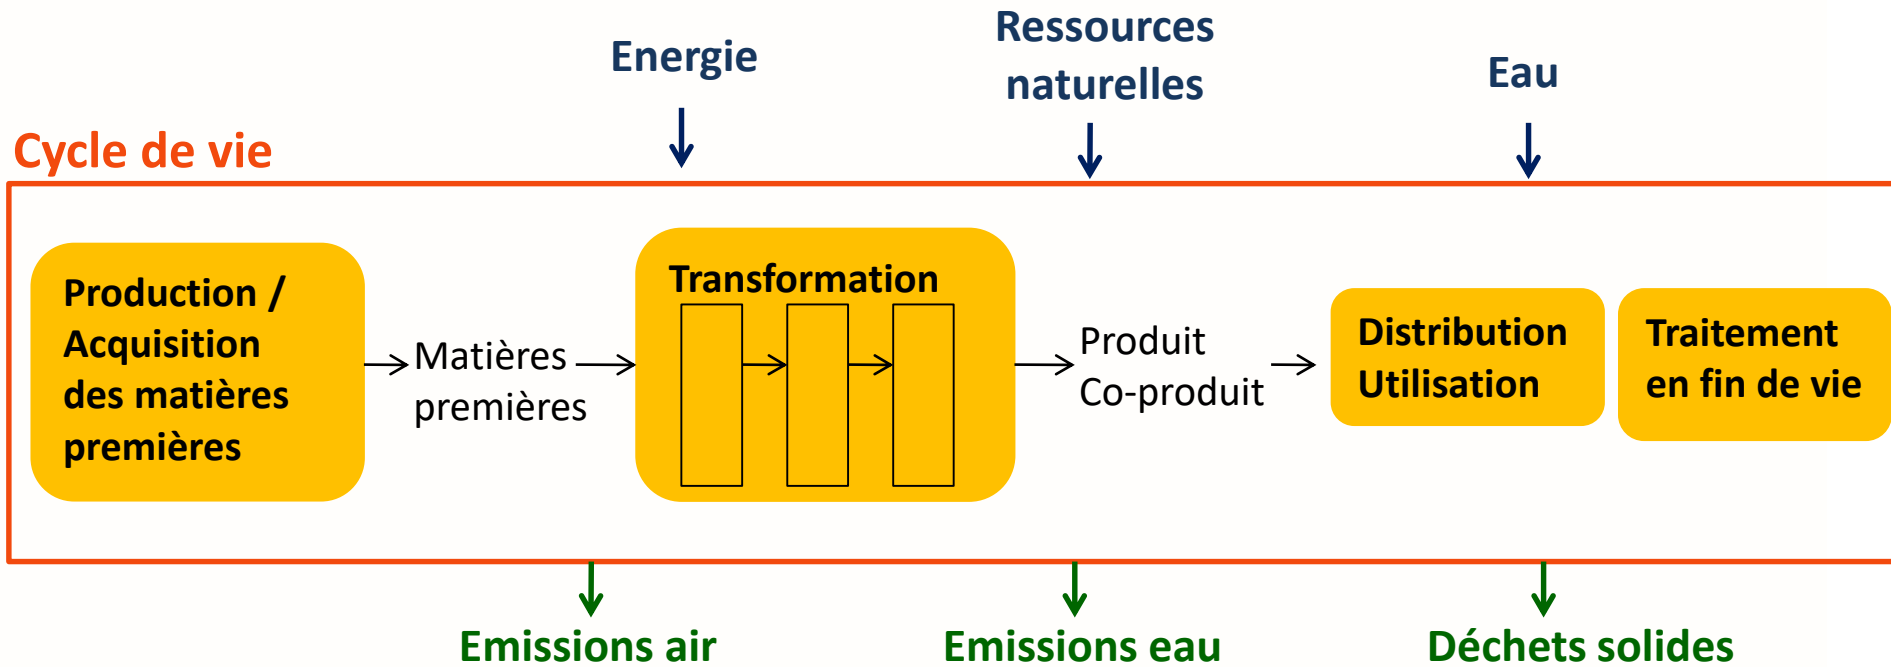 Energie
Ressources
naturelles
Eau
Cycle de vie
Production /
Acquisition
des matières
premières
Matières
premières
Transformation
Produit
Co-produit
Distribution
Utilisation
Traitement
en fin de vie
Emissions air
Emissions eau
Déchets solides